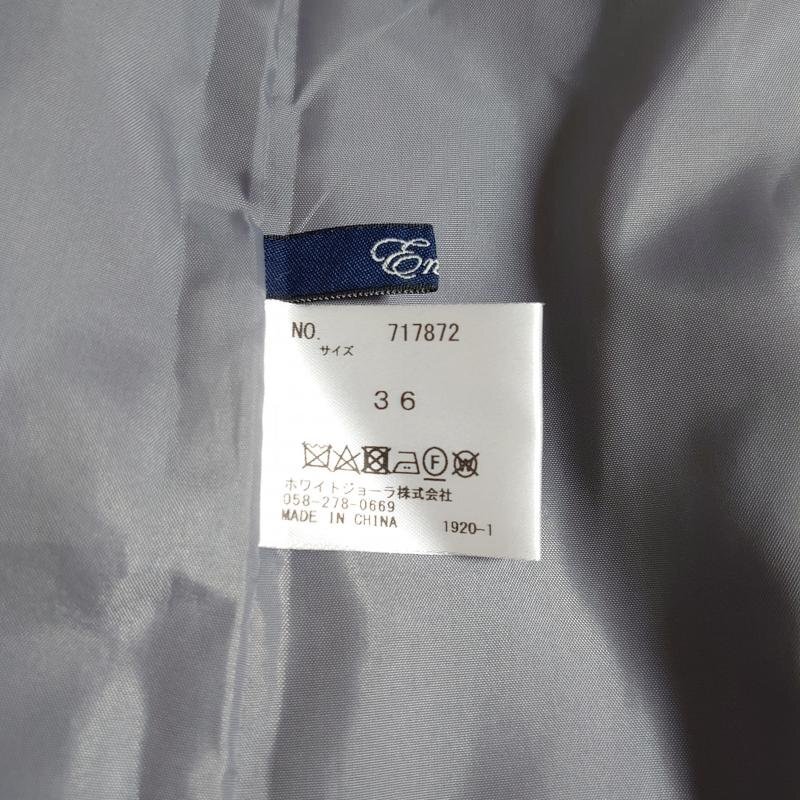 En
NO. 717872
サイズ
36
F W
ホワイトジョーラ株式会社
058-278-0669
MADE IN CHINA 1920-1